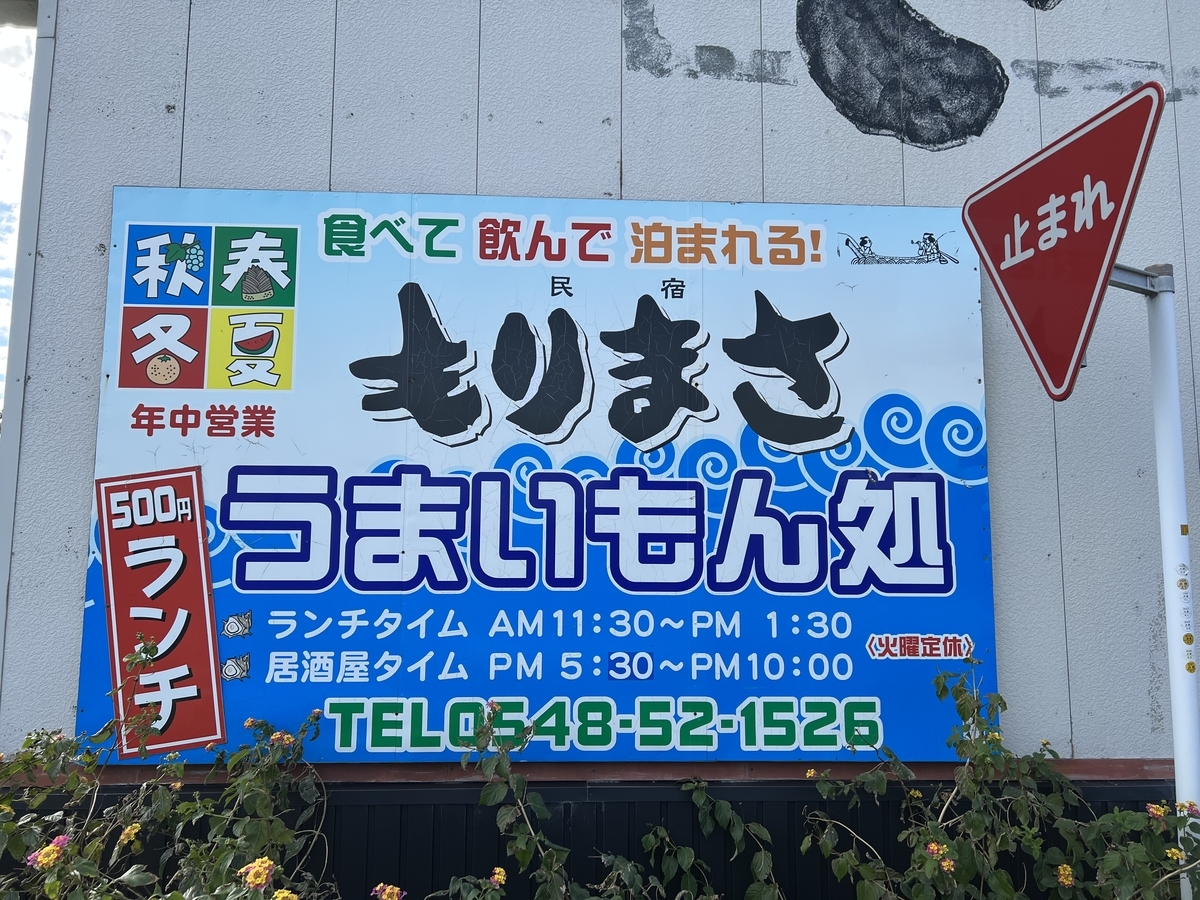 食べて 飲んで 泊まれる!
秋 春
冬 夏
年中営業
民宿
もりまさ
うまいもん処
500円
ランチ
ランチタイム AM11:30～PM 1:30
居酒屋タイム PM 5:30～PM10:00
〈火曜定休〉
TEL0548-52-1526
止まれ